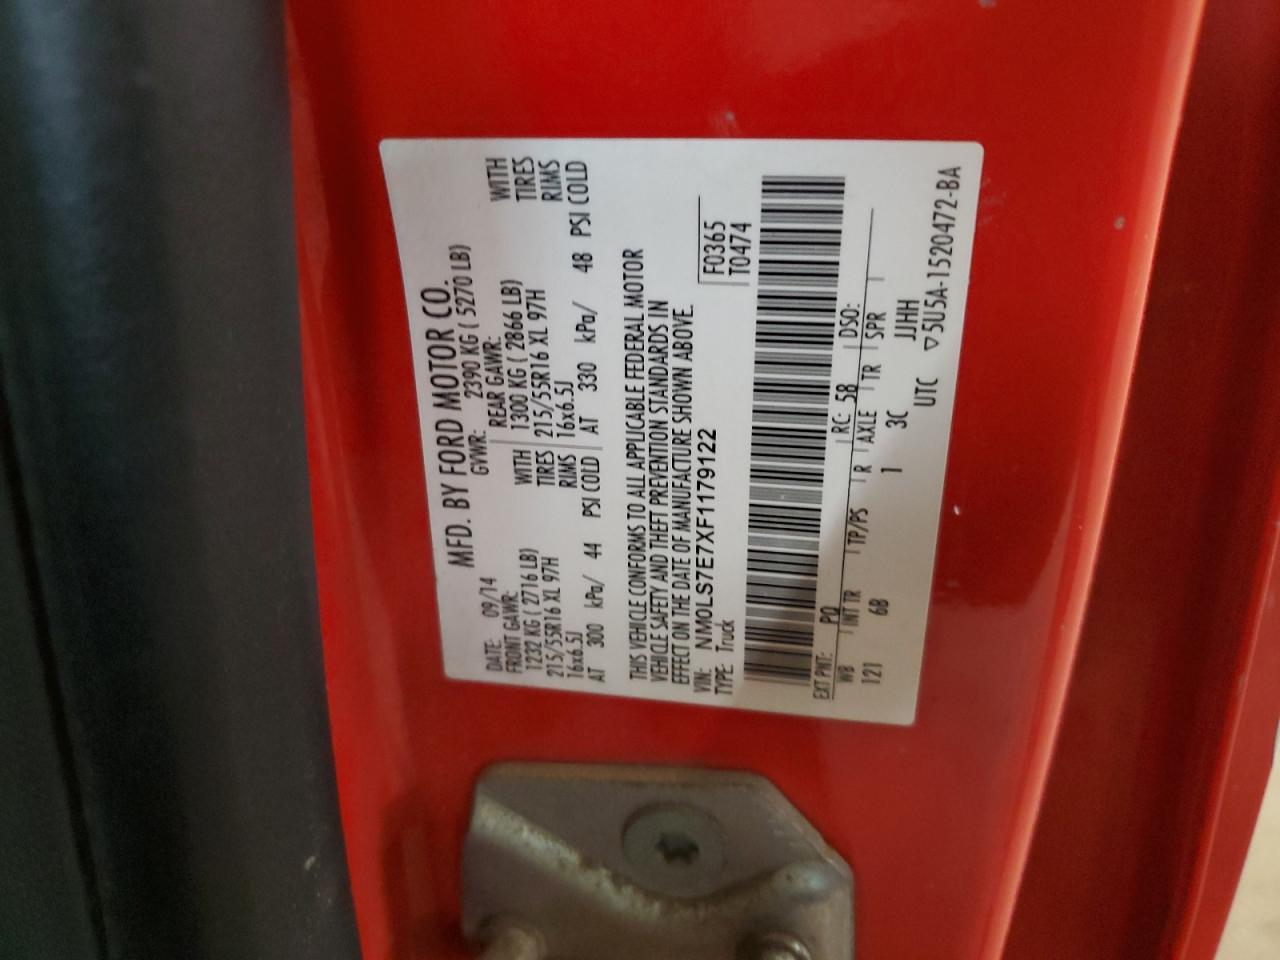 MFD. BY FORD MOTOR CO.
DATE: 09/14 GVWR: 2390 KG ( 5270 LB)
FRONT GAWR: REAR GAWR:
1232 KG ( 2716 LB) WITH 1300 KG ( 2866 LB) WITH
215/55R16 XL 97H TIRES 215/55R16 XL 97H TIRES
16x6.5J RIMS 16x6.5J RIMS
AT 300 kPa/ 44 PSI COLD AT 330 kPa/ 48 PSI COLD
THIS VEHICLE CONFORMS TO ALL APPLICABLE FEDERAL MOTOR
VEHICLE SAFETY AND THEFT PREVENTION STANDARDS IN
EFFECT ON THE DATE OF MANUFACTURE SHOWN ABOVE.
VIN: NM0LS7E7XF1179122 F0365
TYPE: Truck T0474
EXT PNT: PQ RC: 58 DSO:
WB INT TR TP/PS R AXLE TR SPR
121 6B 1 3C JJHH
UTC ▽5U5A-1520472-BA